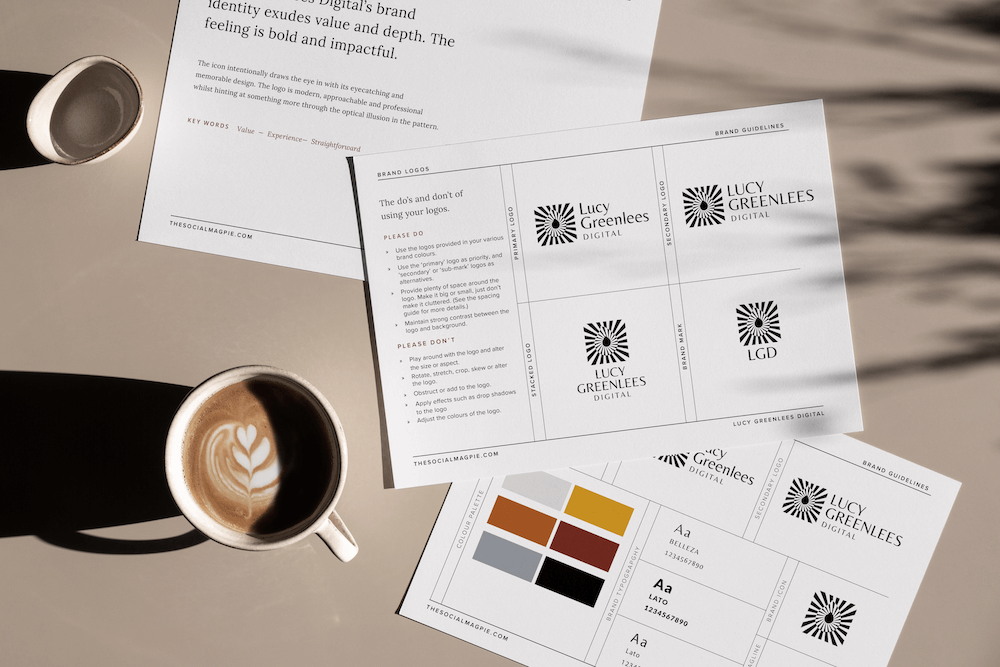 Digital's brand
identity exudes value and depth. The
feeling is bold and impactful.
The icon intentionally draws the eye in with its eyecatching and
memorable design. The logo is modern, approachable and professional
whilst hinting at something more through the optical illusion in the pattern.
KEY WORDS Value — Experience— Straightforward
THESOCIALMAGPIE.COM
BRAND LOGOS
BRAND GUIDELINES
The do's and don't of
using your logos.
PLEASE DO
Use the logos provided in your various
brand colours.
Use the 'primary' logo as priority, and
'secondary' or 'sub-mark' logos as
alternatives.
Provide plenty of space around the
logo. Make it big or small, just don't
make it cluttered. (See the spacing
guide for more details.)
Maintain strong contrast between the
logo and background.
PLEASE DON'T
Play around with the logo and alter
the size or aspect.
Rotate, stretch, crop, skew or alter
the logo.
Obstruct or add to the logo.
Apply effects such as drop shadows
to the logo
Adjust the colours of the logo.
PRIMARY LOGO
Lucy
Greenlees
DIGITAL
SECONDARY LOGO
LUCY
GREENLEES
DIGITAL
STACKED LOGO
LUCY
GREENLEES
DIGITAL
BRAND MARK
LGD
THESOCIALMAGPIE.COM
LUCY GREENLEES DIGITAL
BRAND GUIDELINES
COLOUR PALETTE
Greenlees
DIGITAL
SECONDARY LOGO
LUCY
GREENLEES
DIGITAL
BRAND TYPOGRAPGHY
Aa
BELLEZA
1234567890
Aa
LATO
1234567890
Aa
Lato
BRAND ICON
THESOCIALMAGPIE.COM